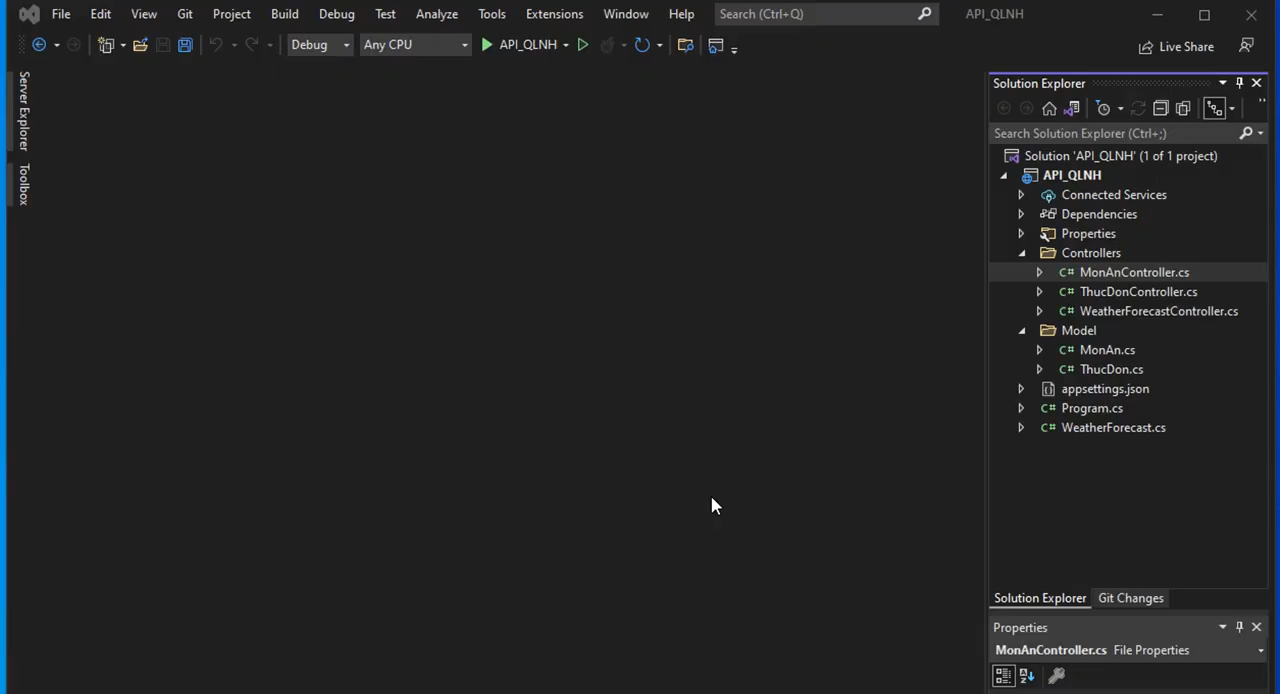 File Edit View Git Project Build Debug Test Analyze Tools Extensions Window Help Search (Ctrl+Q) API_QLNH
Debug Any CPU API_QLNH Live Share
Server Explorer
Toolbox
Solution Explorer
Search Solution Explorer (Ctrl+;)
Solution 'API_QLNH' (1 of 1 project)
API_QLNH
Connected Services
Dependencies
Properties
Controllers
C# MonAnController.cs
C# ThucDonController.cs
C# WeatherForecastController.cs
Model
C# MonAn.cs
C# ThucDon.cs
appsettings.json
C# Program.cs
C# WeatherForecast.cs
Solution Explorer Git Changes
Properties
MonAnController.cs File Properties